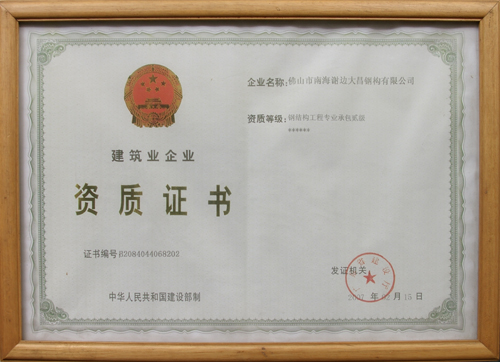 建筑业企业
资质证书
证书编号 B2084044068202
中华人民共和国建设部制
企业名称：佛山市南海谢边大昌钢构有限公司
资质等级：钢结构工程专业承包贰级
******
发证机关
年 月 15 日